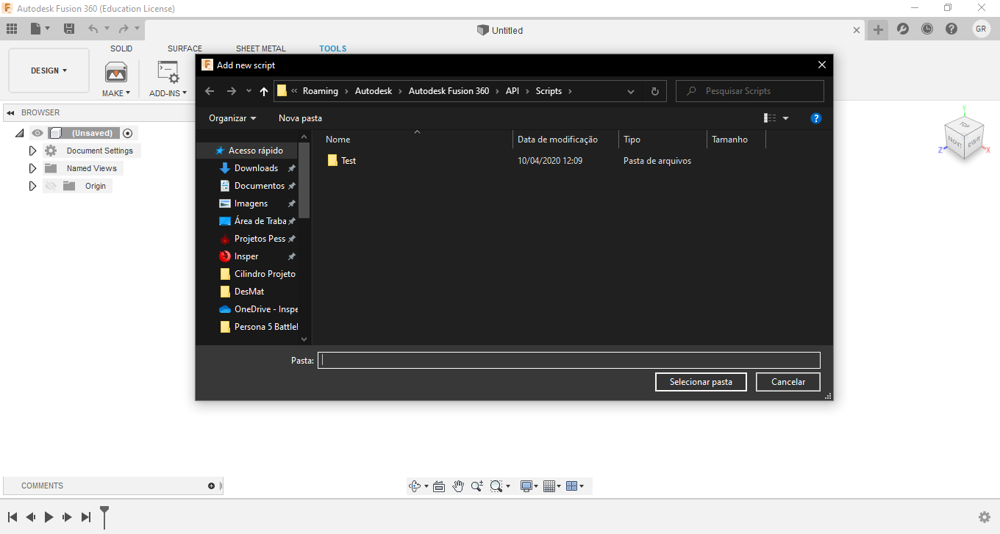 Autodesk Fusion 360 (Education License)
Untitled
GR
SOLID SURFACE SHEET METAL TOOLS
DESIGN
MAKE ADD-INS
BROWSER
(Unsaved)
Document Settings
Named Views
Origin
Add new script
« Roaming › Autodesk › Autodesk Fusion 360 › API › Scripts ›
Pesquisar Scripts
Organizar Nova pasta
Nome Data de modificação Tipo Tamanho
Test 10/04/2020 12:09 Pasta de arquivos
Acesso rápido
Downloads
Documentos
Imagens
Área de Traba
Projetos Pess
Insper
Cilindro Projeto
DesMat
OneDrive - Inspe
Persona 5 Battlel
Pasta:
Selecionar pasta Cancelar
Y
TOP
FRONT RIGHT
Z X
COMMENTS